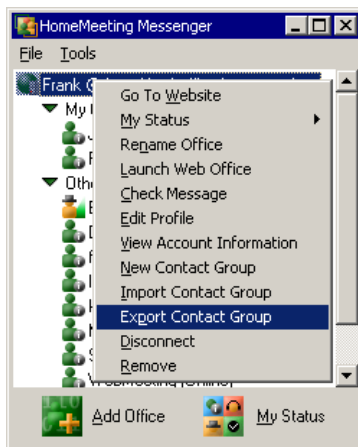 HomeMeeting Messenger
File Tools
Frank
Go To Website
My
My Status
Rename Office
Launch Web Office
Check Message
Edit Profile
View Account Information
New Contact Group
Import Contact Group
Export Contact Group
Disconnect
Remove
Add Office My Status